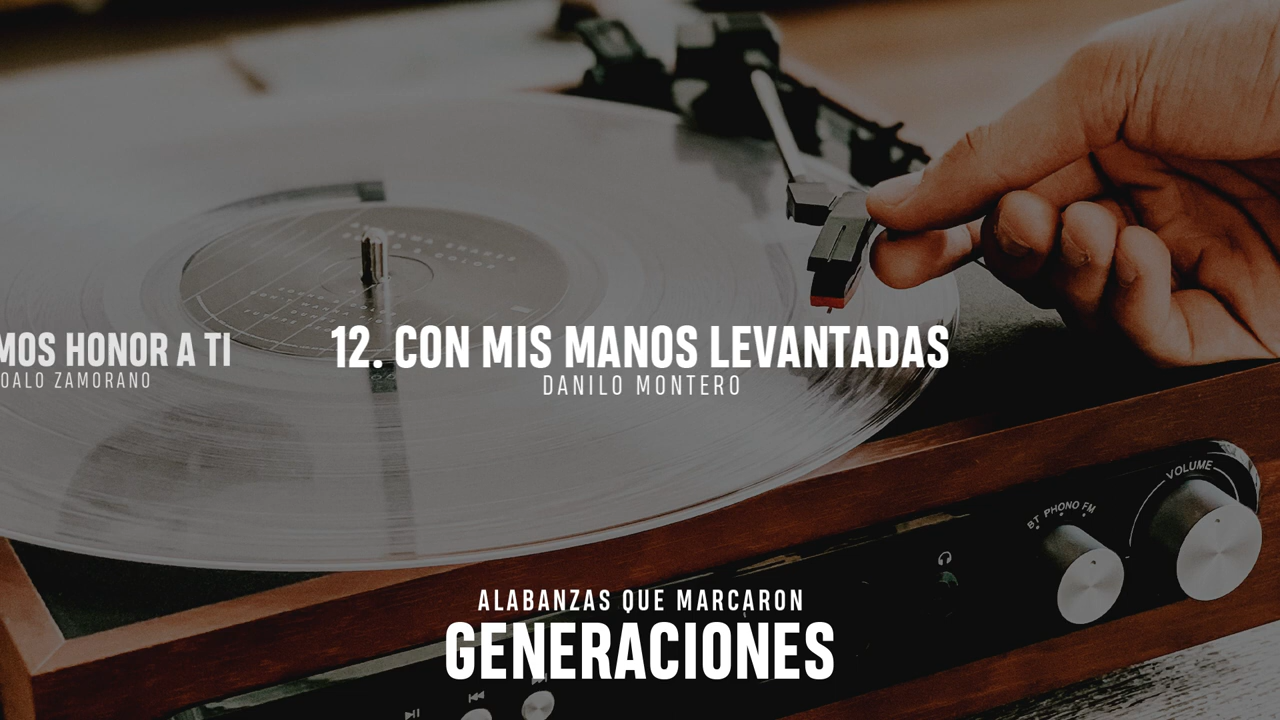 MOS HONOR A TI
OALO ZAMORANO
12. CON MIS MANOS LEVANTADAS
DANILO MONTERO
VOLUME
BT PHONO FM
ALABANZAS QUE MARCARON
GENERACIONES